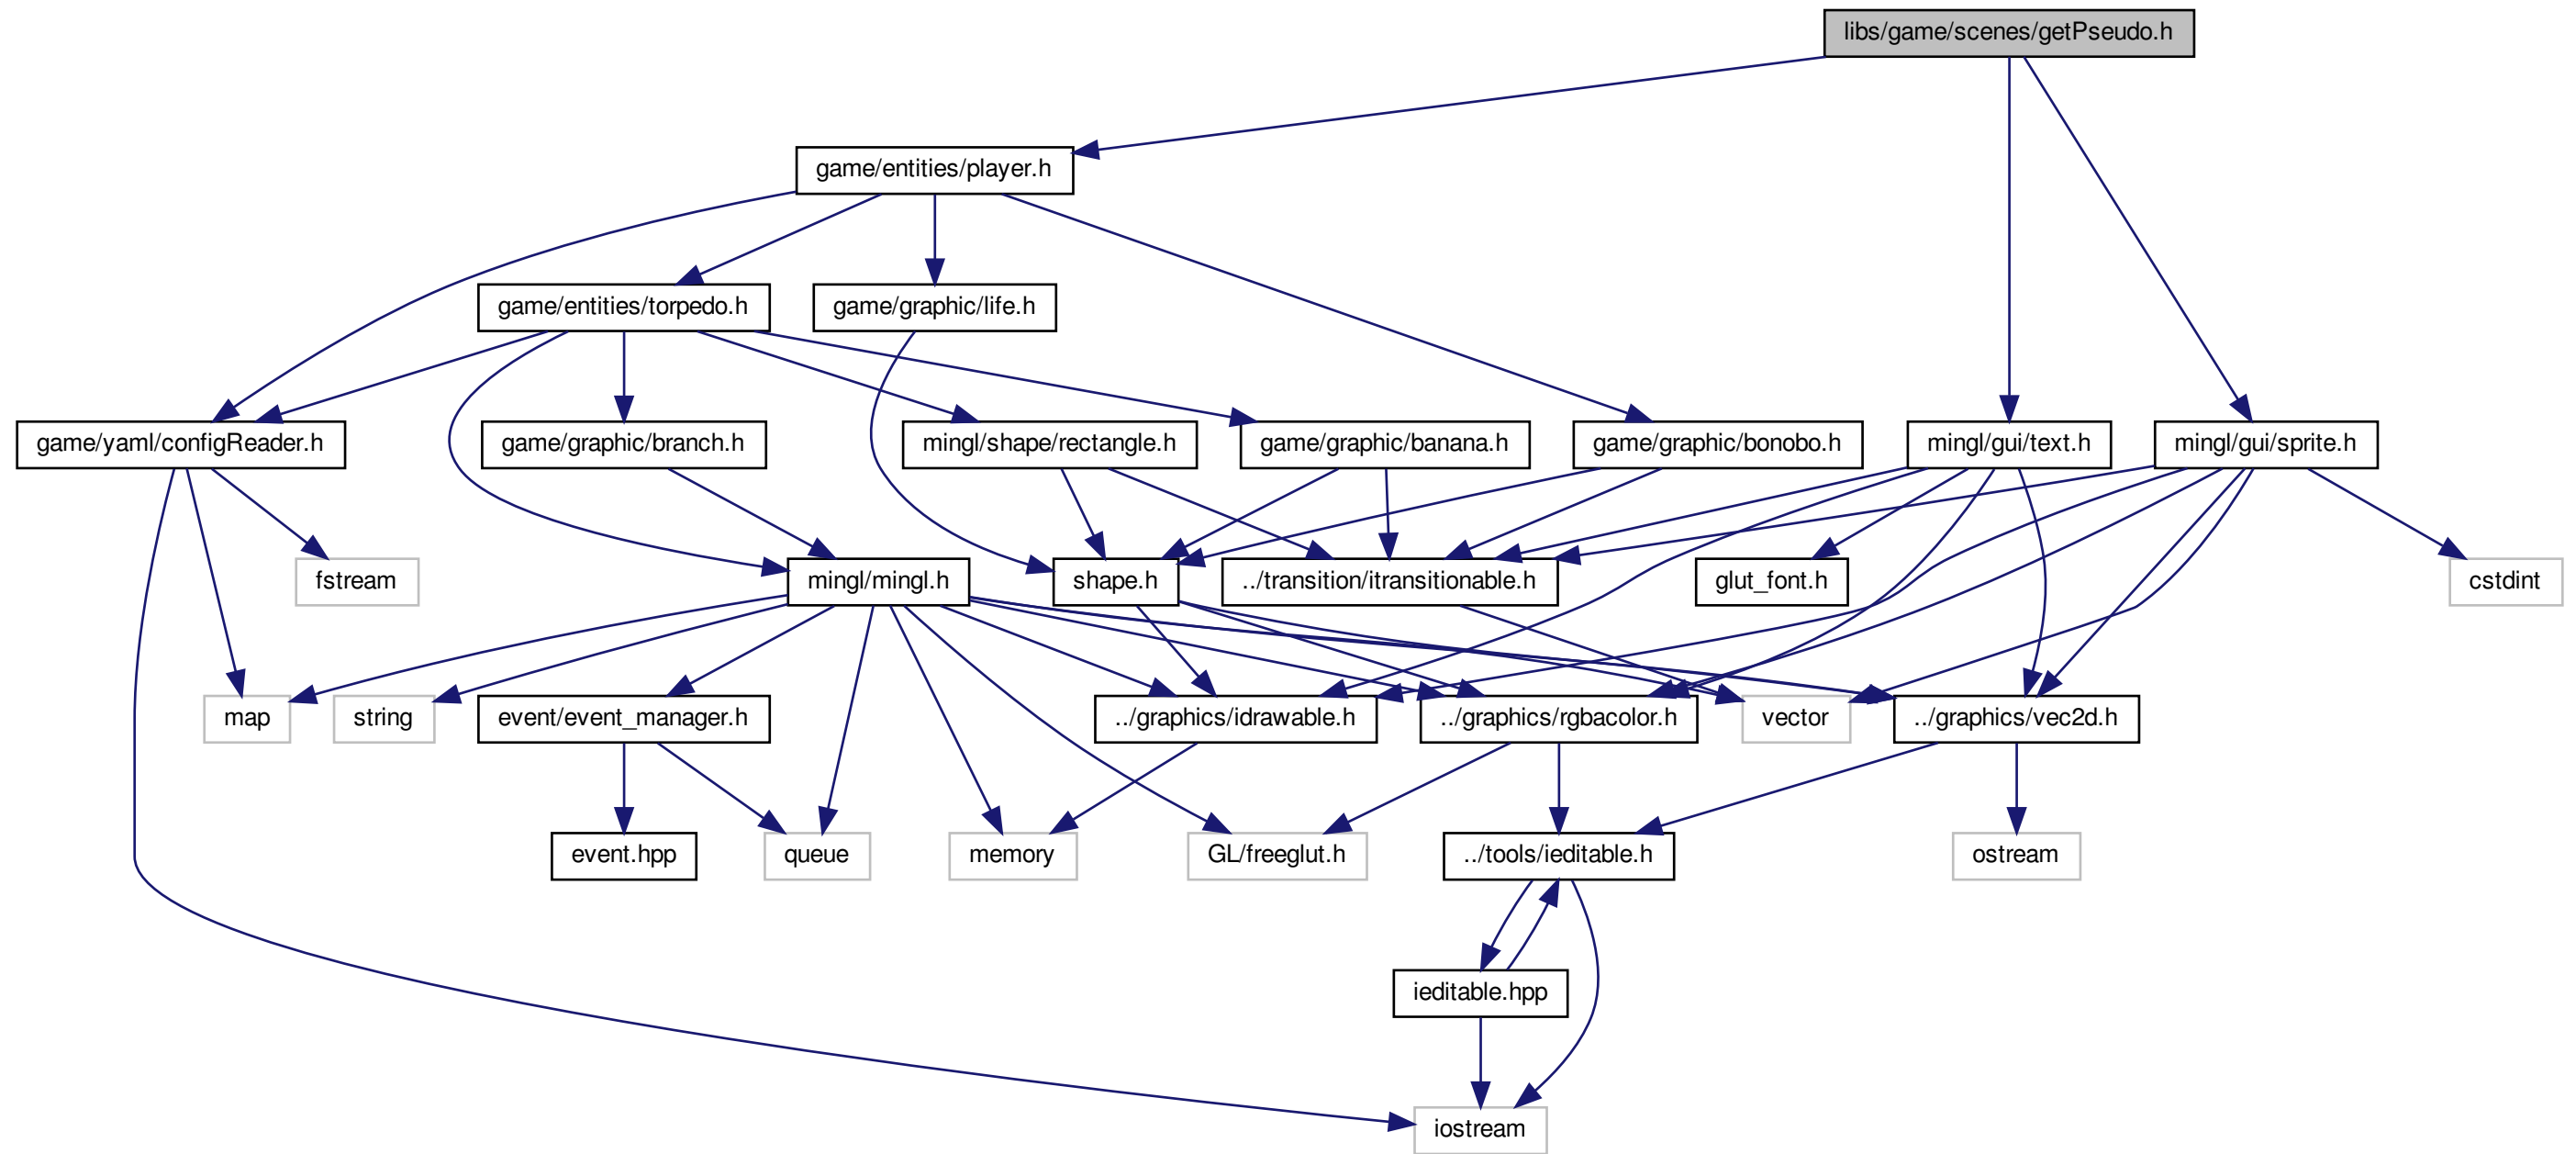 libs/game/scenes/getPseudo.h
game/entities/player.h
game/entities/torpedo.h
game/graphic/life.h
game/yaml/configReader.h
game/graphic/branch.h
mingl/shape/rectangle.h
game/graphic/banana.h
game/graphic/bonobo.h
mingl/gui/text.h
mingl/gui/sprite.h
fstream
mingl/mingl.h
shape.h
../transition/itransitionable.h
glut_font.h
cstdint
map
string
event/event_manager.h
../graphics/idrawable.h
../graphics/rgbacolor.h
vector
../graphics/vec2d.h
event.hpp
queue
memory
GL/freeglut.h
../tools/ieditable.h
ostream
ieditable.hpp
iostream